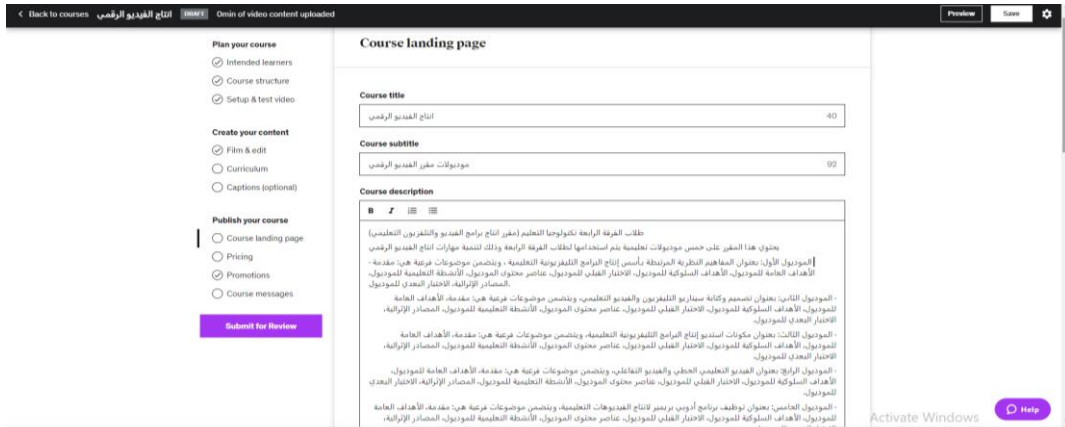 Back to courses انتاج الفيديو الرقمي DRAFT 0min of video content uploaded Preview Save
Plan your course
Intended learners
Course structure
Setup & test video
Create your content
Film & edit
Curriculum
Captions (optional)
Publish your course
Course landing page
Pricing
Promotions
Course messages
Submit for Review
Course landing page
Course title
انتاج الفيديو الرقمي 40
Course subtitle
موديولات مقرر الفيديو الرقمي 92
Course description
B I
طلاب الفرقة الرابعة تكنولوجيا التعليم (مقرر انتاج برامج الفيديو والتلفزيون التعليمي)
يحتوي هذا المقرر على خمس موديولات تعليمية يتم استخدامها لطلاب الفرقة الرابعة وذلك لتنمية مهارات انتاج الفيديو الرقمي
الموديول الأول: بعنوان المفاهيم النظرية المرتبطة بأسس إنتاج البرامج التليفزيونية التعليمية ، ويتضمن موضوعات فرعية هي: مقدمة -
الأهداف العامة للموديول، الأهداف السلوكية للموديول، الاختبار القبلي للموديول، عناصر محتوى الموديول، الأنشطة التعليمية للموديول،
.المصادر الإثرائية، الاختبار البعدي للموديول
- الموديول الثاني: بعنوان تصميم وكتابة سيناريو التليفزيون والفيديو التعليمي، ويتضمن موضوعات فرعية هي: مقدمة، الأهداف العامة
للموديول، الأهداف السلوكية للموديول، الاختبار القبلي للموديول، عناصر محتوى الموديول، الأنشطة التعليمية للموديول، المصادر الإثرائية،
الاختبار البعدي للموديول.
- الموديول الثالث: بعنوان مكونات استديو إنتاج البرامج التليفزيونية التعليمية، ويتضمن موضوعات فرعية هي: مقدمة، الأهداف العامة
للموديول، الأهداف السلوكية للموديول، الاختبار القبلي للموديول، عناصر محتوى الموديول، الأنشطة التعليمية للموديول، المصادر الإثرائية،
الاختبار البعدي للموديول.
- الموديول الرابع: بعنوان الفيديو التعليمي الخطي والفيديو التفاعلي، ويتضمن موضوعات فرعية هي: مقدمة، الأهداف العامة للموديول،
الأهداف السلوكية للموديول، الاختبار القبلي للموديول، عناصر محتوى الموديول، الأنشطة التعليمية للموديول، المصادر الإثرائية، الاختبار البعدي
للموديول.
- الموديول الخامس: بعنوان توظيف برنامج أدوبي بريمير لانتاج الفيديوهات التعليمية، ويتضمن موضوعات فرعية هي: مقدمة، الأهداف العامة
للموديول، الأهداف السلوكية للموديول، الاختبار القبلي للموديول، عناصر محتوى الموديول، الأنشطة التعليمية للموديول، المصادر الإثرائية،
Activate Windows
Help